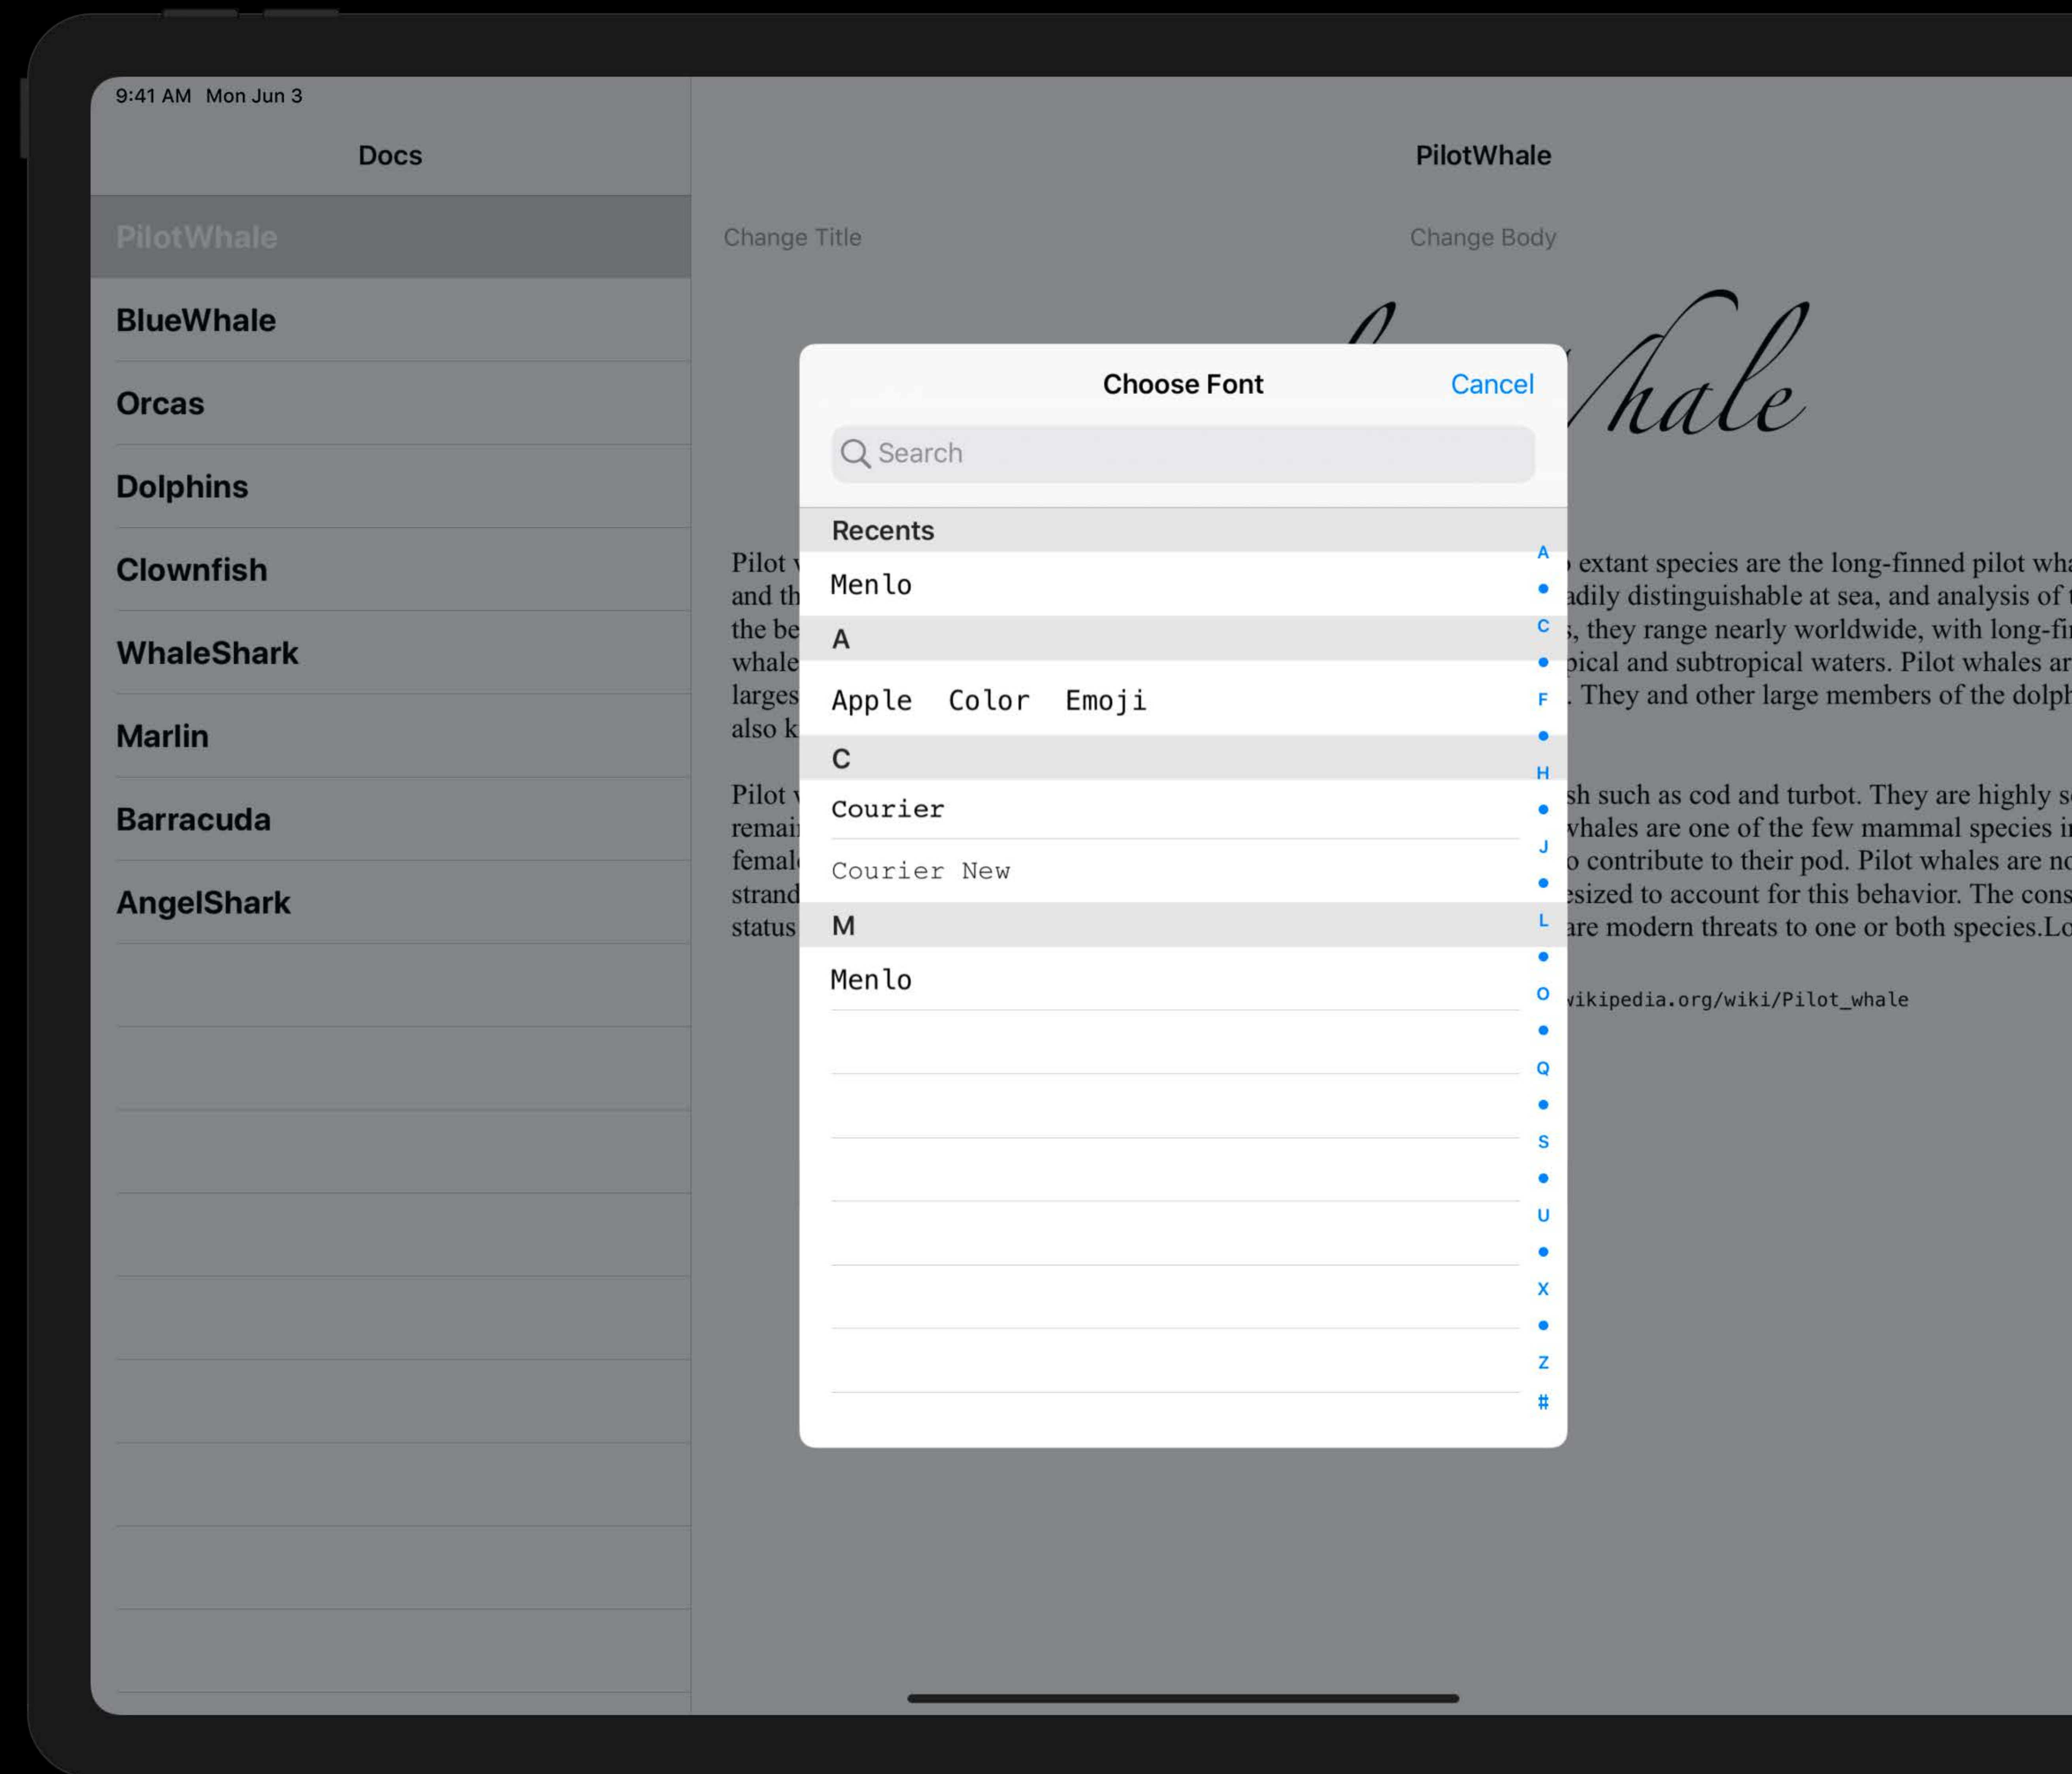 9:41 AM Mon Jun 3
Docs
PilotWhale
BlueWhale
Orcas
Dolphins
Clownfish
WhaleShark
Marlin
Barracuda
AngelShark
PilotWhale
Change Title
Change Body
hale
Choose Font
Cancel
Search
Recents
Menlo
A
Apple Color Emoji
C
Courier
Courier New
M
Menlo
A
C
F
H
J
L
O
Q
S
U
X
Z
#
Pilot
and th
the be
whale
larges
also k
extant species are the long-finned pilot wha
adily distinguishable at sea, and analysis of
, they range nearly worldwide, with long-fi
pical and subtropical waters. Pilot whales ar
. They and other large members of the dolph
Pilot
remai
femal
strand
status
sh such as cod and turbot. They are highly s
whales are one of the few mammal species i
o contribute to their pod. Pilot whales are no
esized to account for this behavior. The cons
are modern threats to one or both species.Lo
wikipedia.org/wiki/Pilot_whale